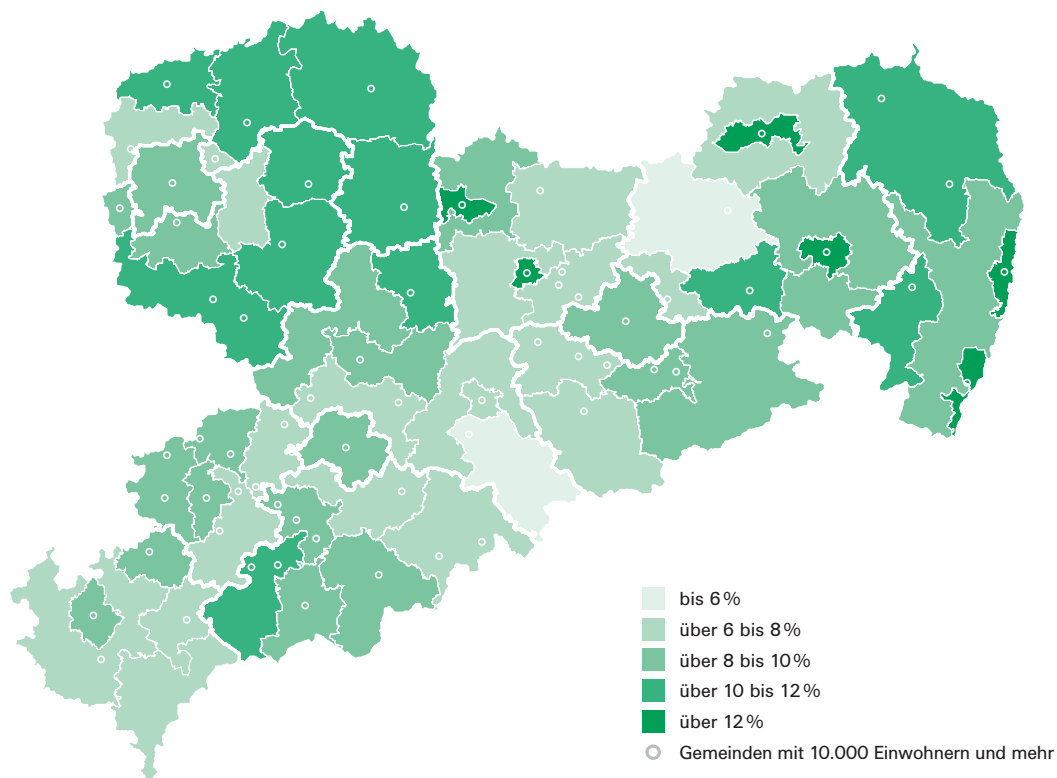 bis 6 %
über 6 bis 8 %
über 8 bis 10 %
über 10 bis 12 %
über 12 %
Gemeinden mit 10.000 Einwohnern und mehr